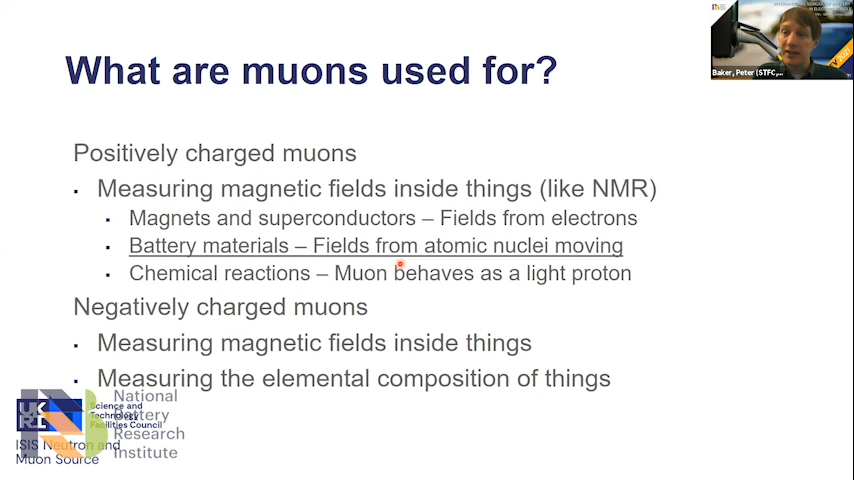 What are muons used for?
Positively charged muons
Measuring magnetic fields inside things (like NMR)
Magnets and superconductors – Fields from electrons
Battery materials – Fields from atomic nuclei moving
Chemical reactions – Muon behaves as a light proton
Negatively charged muons
Measuring magnetic fields inside things
Measuring the elemental composition of things
UKRI
Science and
Technology
Facilities Council
ISIS Neutron and
Muon Source
National
Battery
Research
Institute
Baker, Peter (STFC,